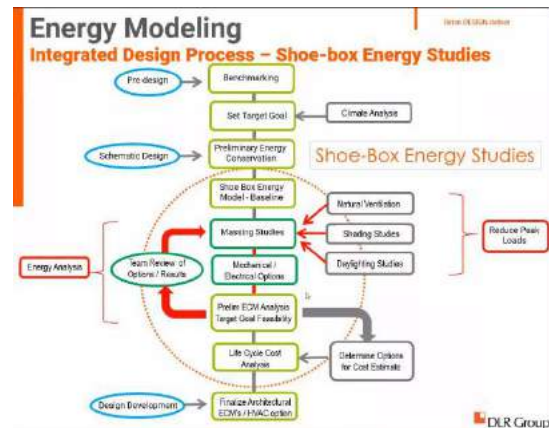 Energy Modeling
Integrated Design Process – Shoe-box Energy Studies
Pre-design
Benchmarking
Set Target Goal
Climate Analysis
Schematic Design
Preliminary Energy
Conservation
Shoe-Box Energy Studies
Shoe Box Energy
Model - Baseline
Natural Ventilation
Massing Studies
Shading Studies
Reduce Peak
Loads
Energy Analysis
Team Review of
Options / Results
Mechanical /
Electrical Options
Daylighting Studies
Prelim ECM Analysis
Target Goal Feasibility
Life Cycle Cost
Analysis
Determine Options
for Cost Estimate
Design Development
Finalize Architectural
ECM's / HVAC option
DLR Group